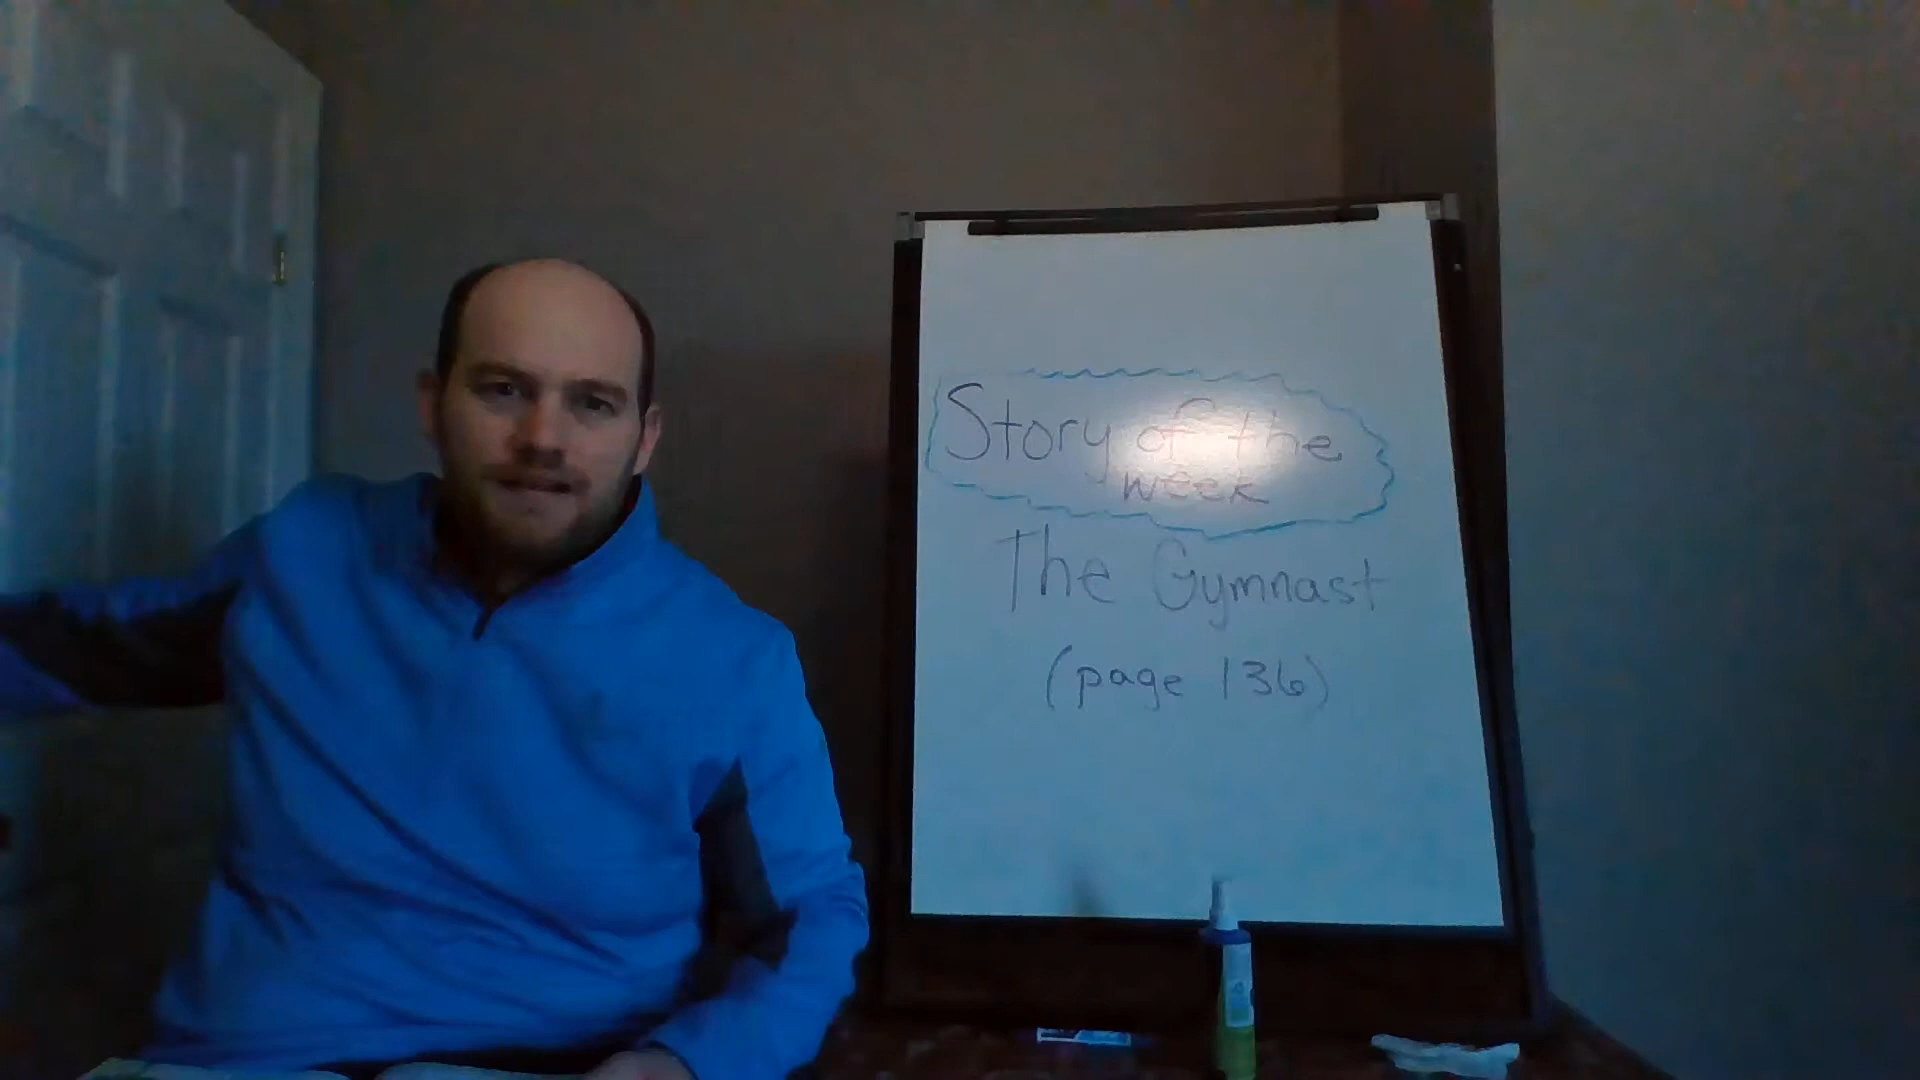 Story of the
week
The Gymnast
(page 136)